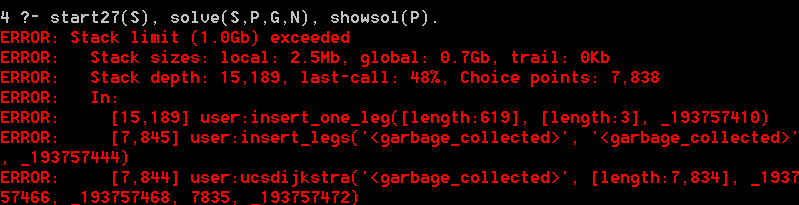 4 ?- start27(S), solve(S,P,G,N), showsol(P).
ERROR: Stack limit (1.0Gb) exceeded
ERROR:   Stack sizes: local: 2.5Mb, global: 0.7Gb, trail: 0Kb
ERROR:   Stack depth: 15,189, last-call: 48%, Choice points: 7,838
ERROR:   In:
ERROR:     [15,189] user:insert_one_leg([length:619], [length:3], _193757410)
ERROR:     [7,845] user:insert_legs('<garbage_collected>', '<garbage_collected>'
, _193757444)
ERROR:     [7,844] user:ucsdijkstra('<garbage_collected>', [length:7,834], _1937
57466, _193757468, 7835, _193757472)